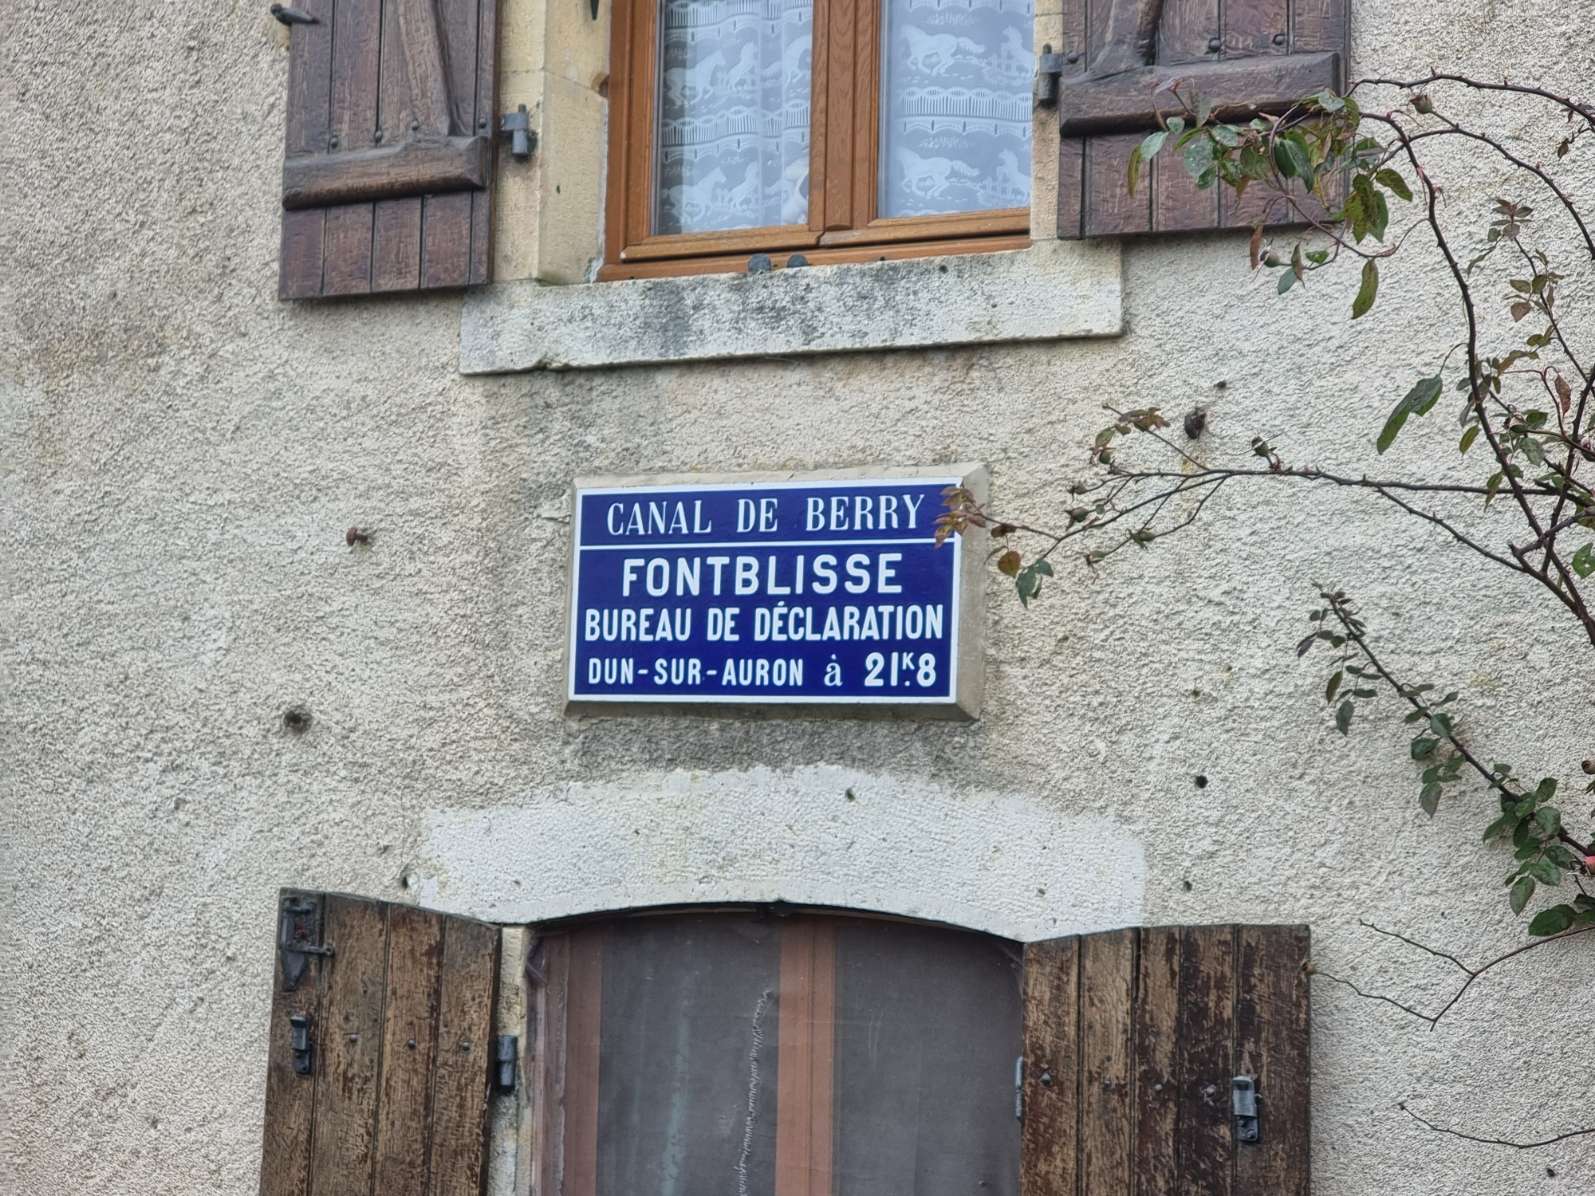 CANAL DE BERRY
FONTBLISSE
BUREAU DE DÉCLARATION
DUN-SUR-AURON à 21ᴷ.8